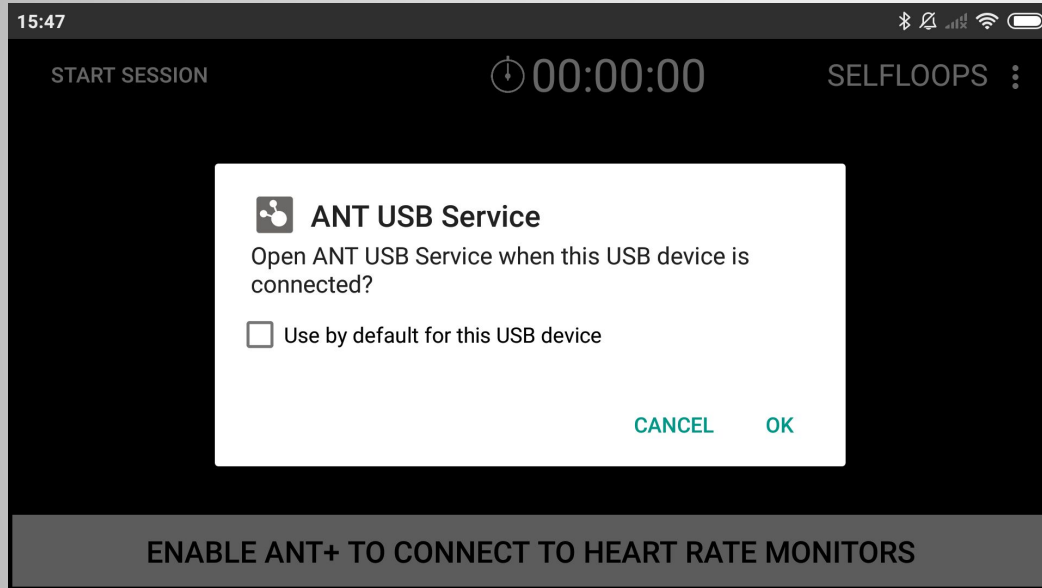 15:47
START SESSION
00:00:00
SELFLOOPS
ANT USB Service
Open ANT USB Service when this USB device is
connected?
Use by default for this USB device
CANCEL
OK
ENABLE ANT+ TO CONNECT TO HEART RATE MONITORS